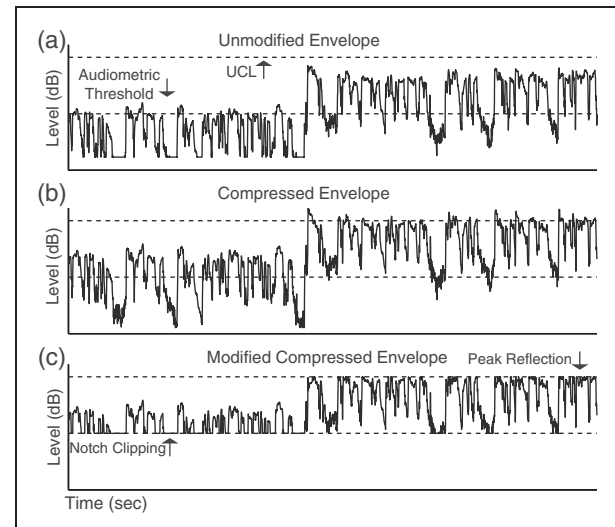 (a)
Unmodified Envelope
Audiometric
Threshold
UCL
Level (dB)
(b)
Compressed Envelope
Level (dB)
(c)
Modified Compressed Envelope
Peak Reflection
Level (dB)
Notch Clipping
Time (sec)